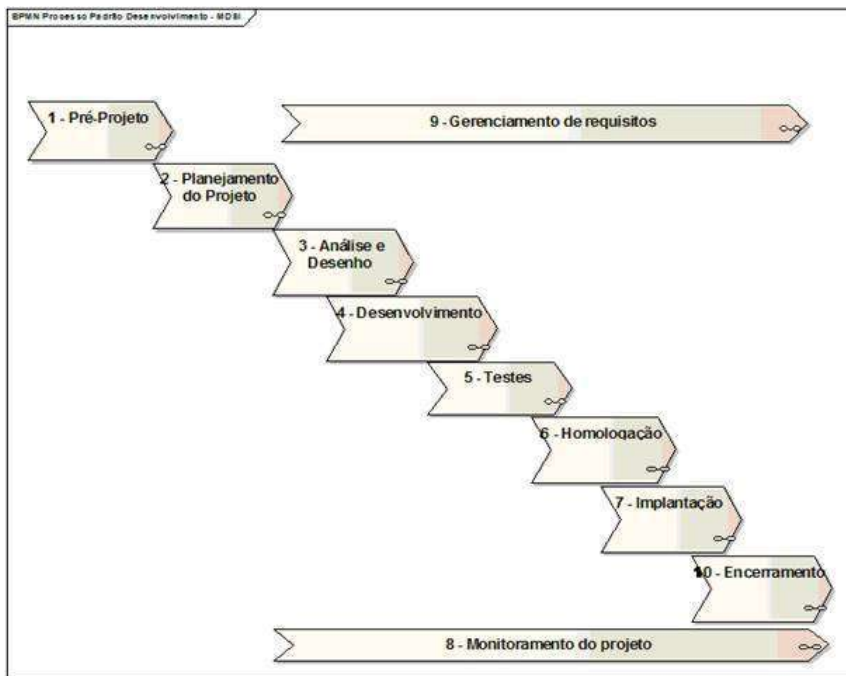 BPMN Processo Padrão Desenvolvimento - MDSI
1 - Pré-Projeto
9 - Gerenciamento de requisitos
2 - Planejamento
do Projeto
3 - Análise e
Desenho
4 - Desenvolvimento
5 - Testes
6 - Homologação
7 - Implantação
10 - Encerramento
8 - Monitoramento do projeto